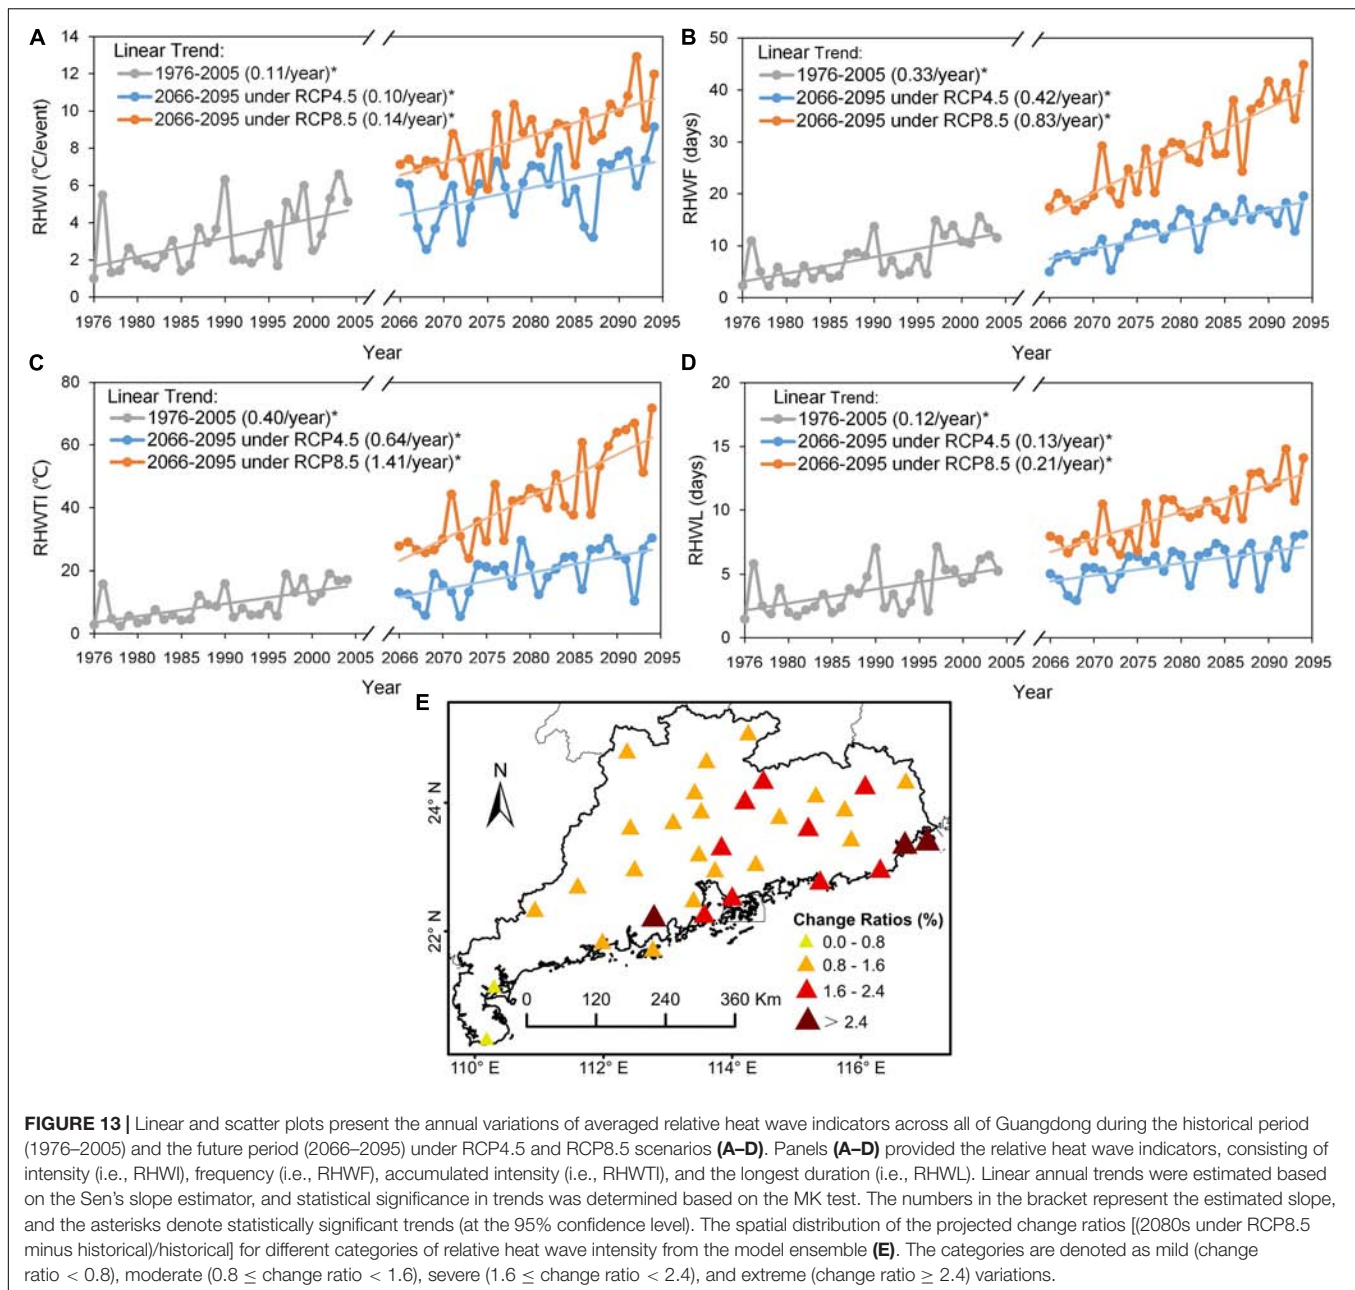 A
14
12
10
8
6
4
2
0
RHWI (℃/event)
Linear Trend:
1976-2005 (0.11/year)*
2066-2095 under RCP4.5 (0.10/year)*
2066-2095 under RCP8.5 (0.14/year)*
1976 1980 1985 1990 1995 2000 2005 2066 2070 2075 2080 2085 2090 2095
Year
B
50
40
30
20
10
0
RHWF (days)
Linear Trend:
1976-2005 (0.33/year)*
2066-2095 under RCP4.5 (0.42/year)*
2066-2095 under RCP8.5 (0.83/year)*
1976 1980 1985 1990 1995 2000 2005 2066 2070 2075 2080 2085 2090 2095
Year
C
80
60
40
20
0
RHWTI (℃)
Linear Trend:
1976-2005 (0.40/year)*
2066-2095 under RCP4.5 (0.64/year)*
2066-2095 under RCP8.5 (1.41/year)*
1976 1980 1985 1990 1995 2000 2005 2066 2070 2075 2080 2085 2090 2095
Year
D
20
15
10
5
0
RHWL (days)
Linear Trend:
1976-2005 (0.12/year)*
2066-2095 under RCP4.5 (0.13/year)*
2066-2095 under RCP8.5 (0.21/year)*
1976 1980 1985 1990 1995 2000 2005 2066 2070 2075 2080 2085 2090 2095
Year
E
N
24° N
22° N
Change Ratios (%)
0.0 - 0.8
0.8 - 1.6
1.6 - 2.4
> 2.4
0 120 240 360 Km
110° E 112° E 114° E 116° E
FIGURE 13 | Linear and scatter plots present the annual variations of averaged relative heat wave indicators across all of Guangdong during the historical period
(1976–2005) and the future period (2066–2095) under RCP4.5 and RCP8.5 scenarios (A–D). Panels (A–D) provided the relative heat wave indicators, consisting of
intensity (i.e., RHWI), frequency (i.e., RHWF), accumulated intensity (i.e., RHWTI), and the longest duration (i.e., RHWL). Linear annual trends were estimated based
on the Sen's slope estimator, and statistical significance in trends was determined based on the MK test. The numbers in the bracket represent the estimated slope,
and the asterisks denote statistically significant trends (at the 95% confidence level). The spatial distribution of the projected change ratios [(2080s under RCP8.5
minus historical)/historical] for different categories of relative heat wave intensity from the model ensemble (E). The categories are denoted as mild (change
ratio < 0.8), moderate (0.8 ≤ change ratio < 1.6), severe (1.6 ≤ change ratio < 2.4), and extreme (change ratio ≥ 2.4) variations.